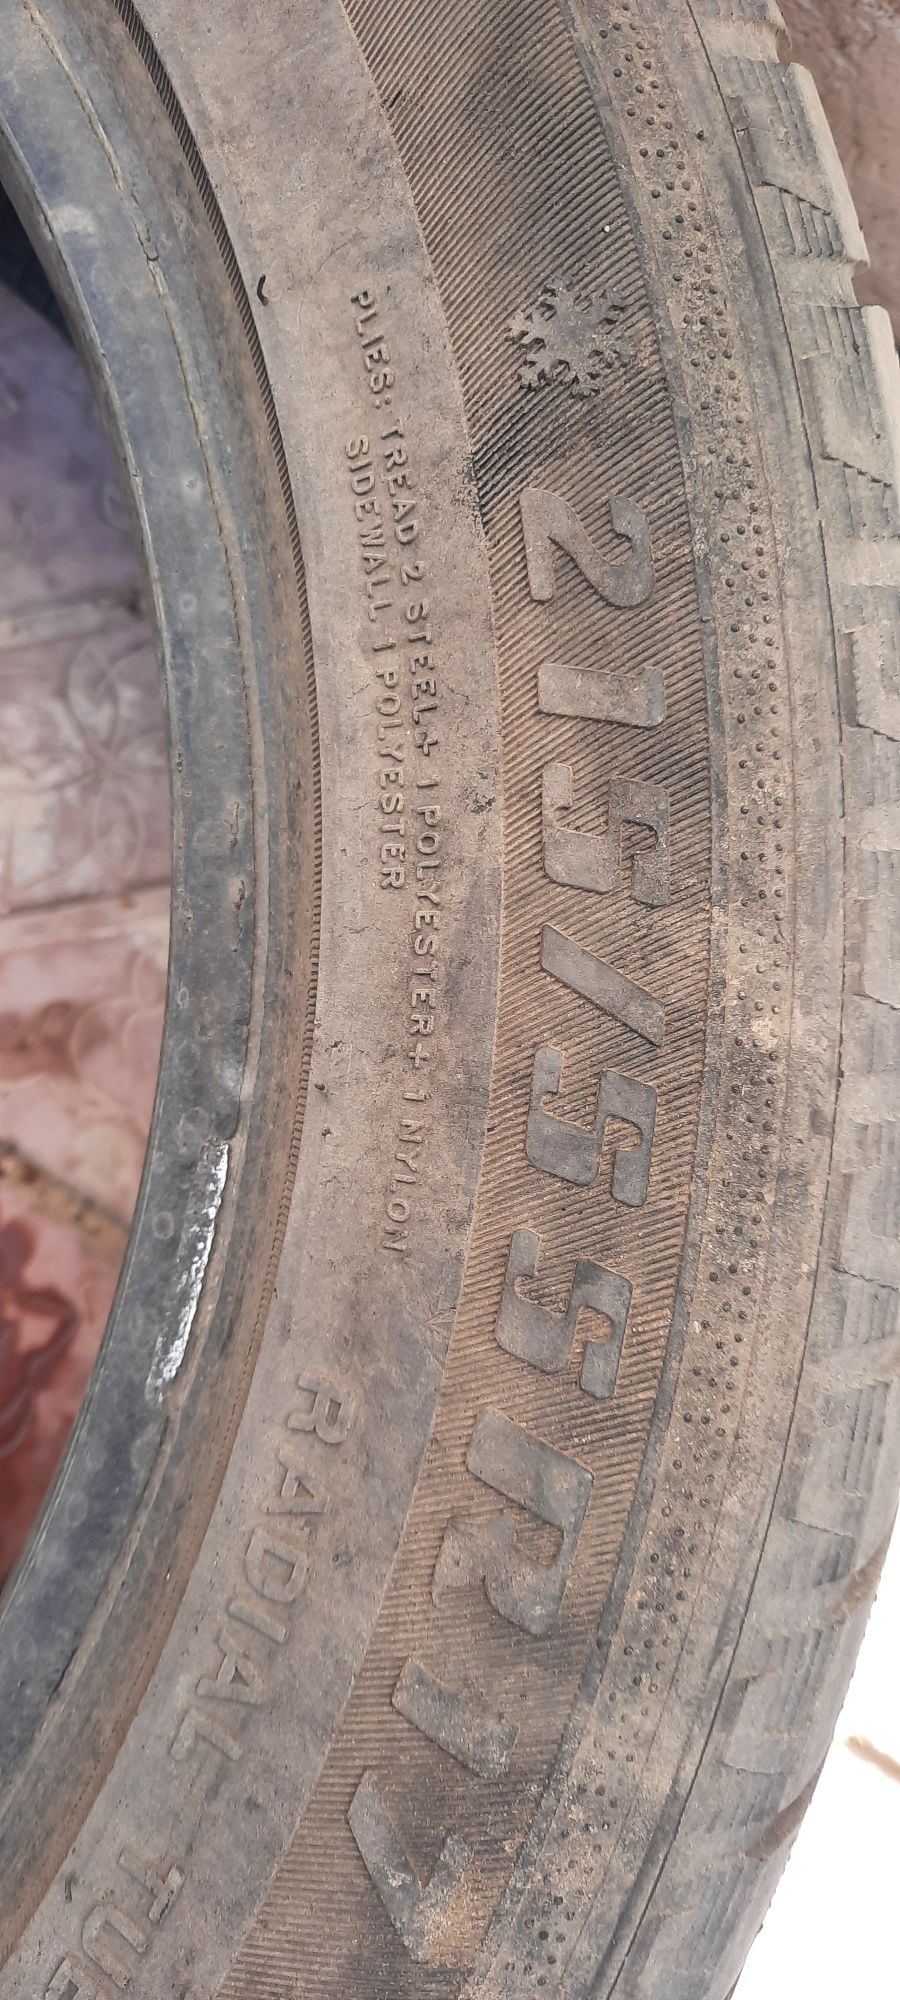 215/55R17
PLIES: TREAD 2 STEEL+ 1 POLYESTER+ 1 NYLON
SIDEWALL 1 POLYESTER
RADIAL